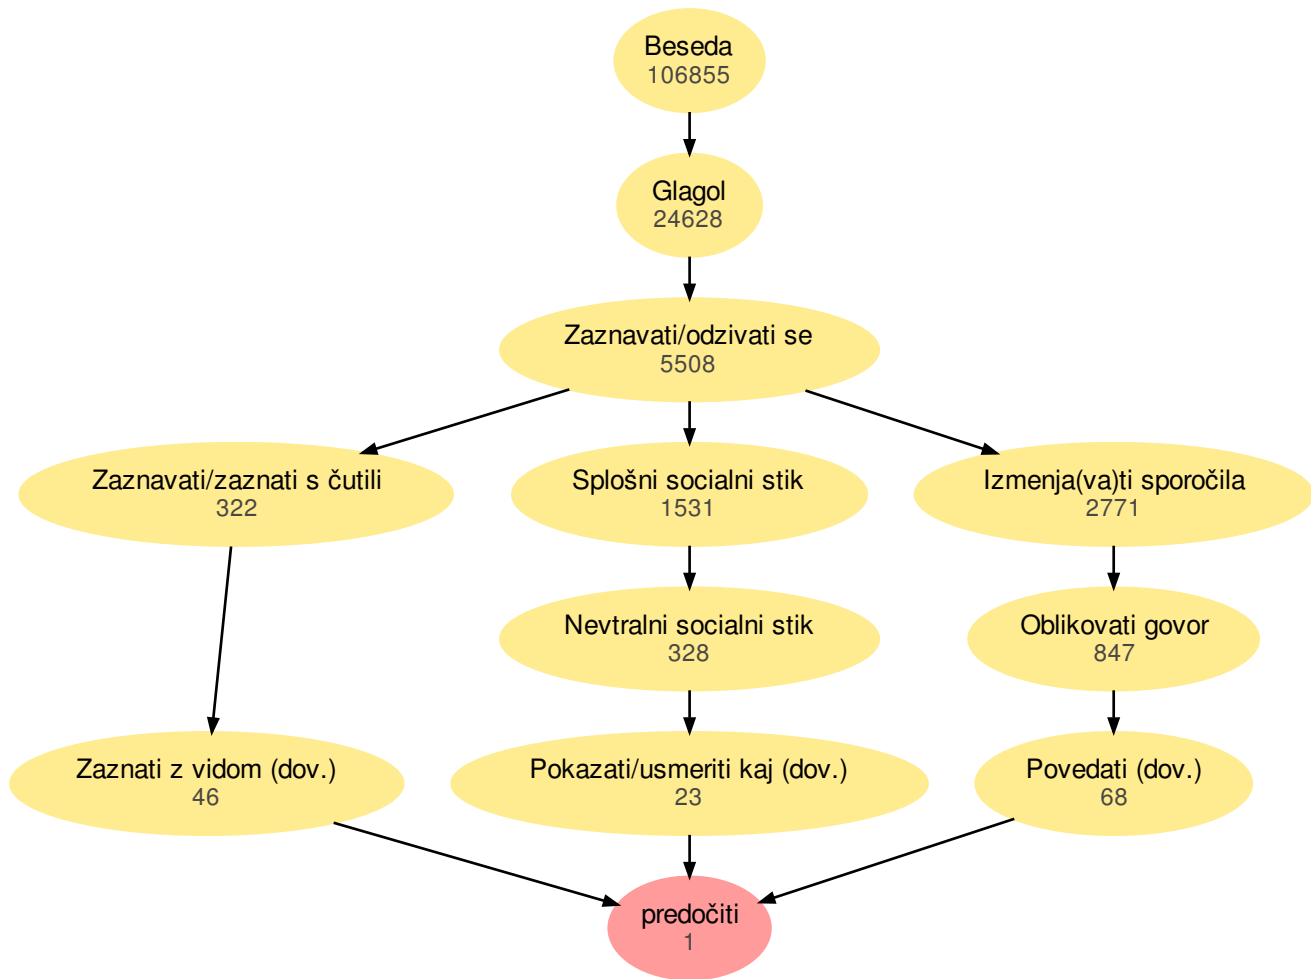 Beseda
106855
Glagol
24628
Zaznavati/odzivati se
5508
Zaznavati/zaznati s čutili
322
Splošni socialni stik
1531
Izmenja(va)ti sporočila
2771
Nevtralni socialni stik
328
Oblikovati govor
847
Zaznati z vidom (dov.)
46
Pokazati/usmeriti kaj (dov.)
23
Povedati (dov.)
68
predočiti
1